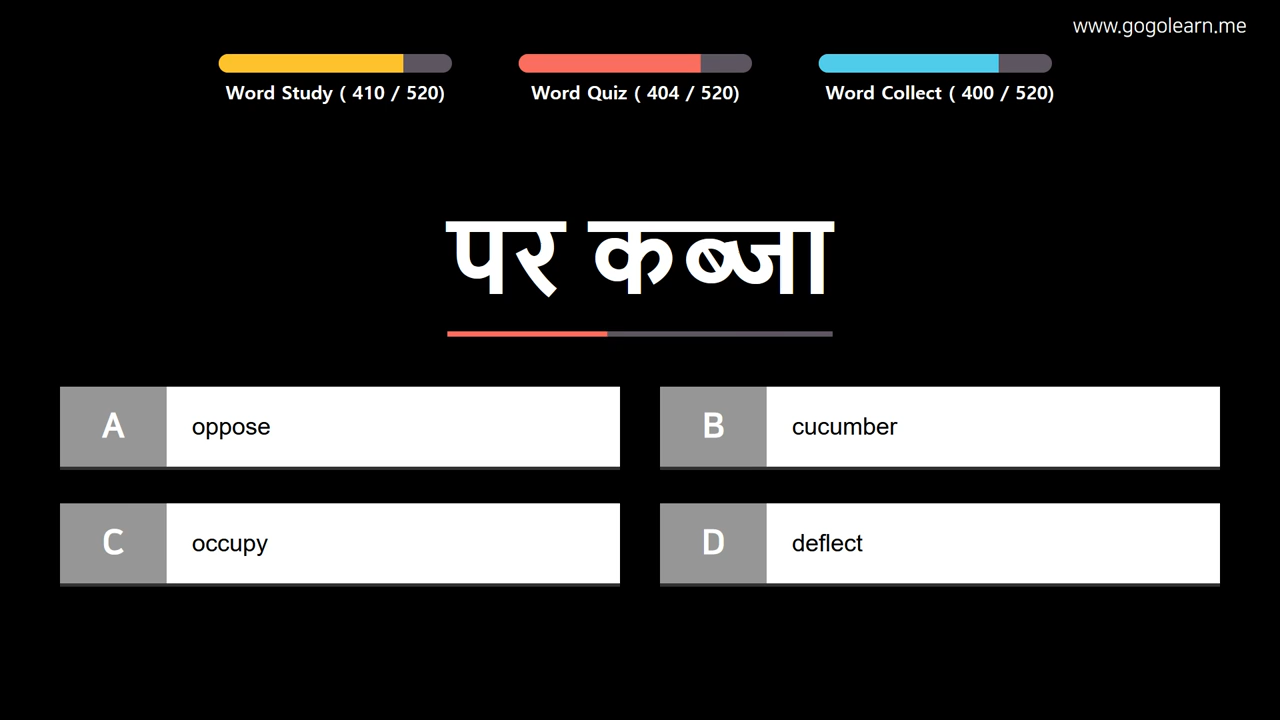 www.gogolearn.me
Word Study ( 410 / 520)
Word Quiz ( 404 / 520)
Word Collect ( 400 / 520)
पर कब्जा
A oppose
B cucumber
C occupy
D deflect